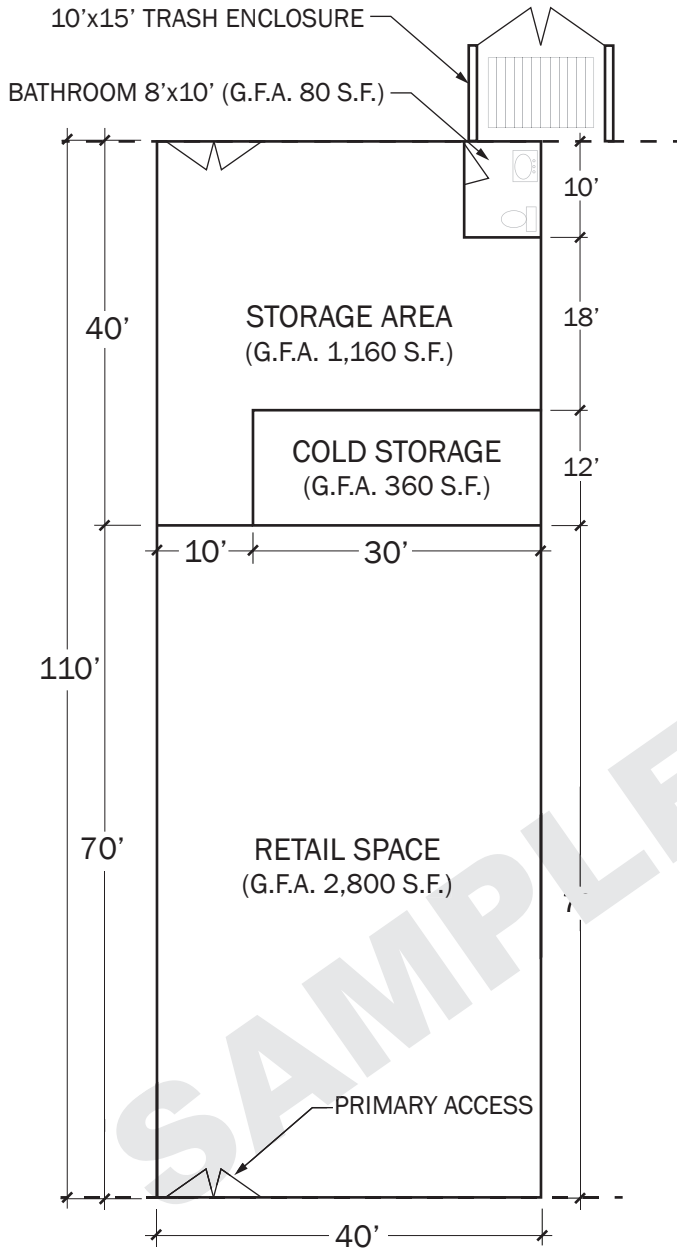 10’x15’ TRASH ENCLOSURE
BATHROOM 8’x10’ (G.F.A. 80 S.F.)
10’
40’
STORAGE AREA
(G.F.A. 1,160 S.F.)
18’
COLD STORAGE
(G.F.A. 360 S.F.)
12’
10’
30’
110’
70’
RETAIL SPACE
(G.F.A. 2,800 S.F.)
SAMPLE
PRIMARY ACCESS
40’